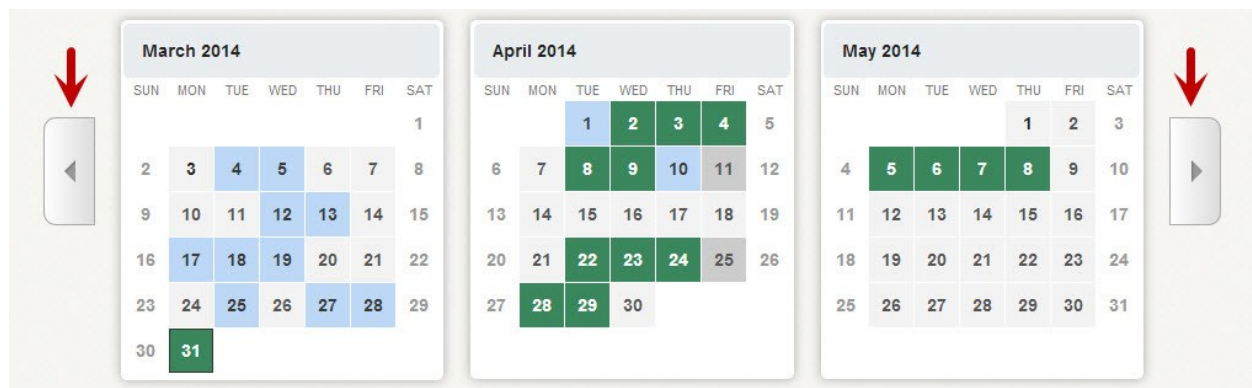 March 2014
SUN MON TUE WED THU FRI SAT
1
2 3 4 5 6 7 8
9 10 11 12 13 14 15
16 17 18 19 20 21 22
23 24 25 26 27 28 29
30 31
April 2014
SUN MON TUE WED THU FRI SAT
1 2 3 4 5
6 7 8 9 10 11 12
13 14 15 16 17 18 19
20 21 22 23 24 25 26
27 28 29 30
May 2014
SUN MON TUE WED THU FRI SAT
1 2 3
4 5 6 7 8 9 10
11 12 13 14 15 16 17
18 19 20 21 22 23 24
25 26 27 28 29 30 31